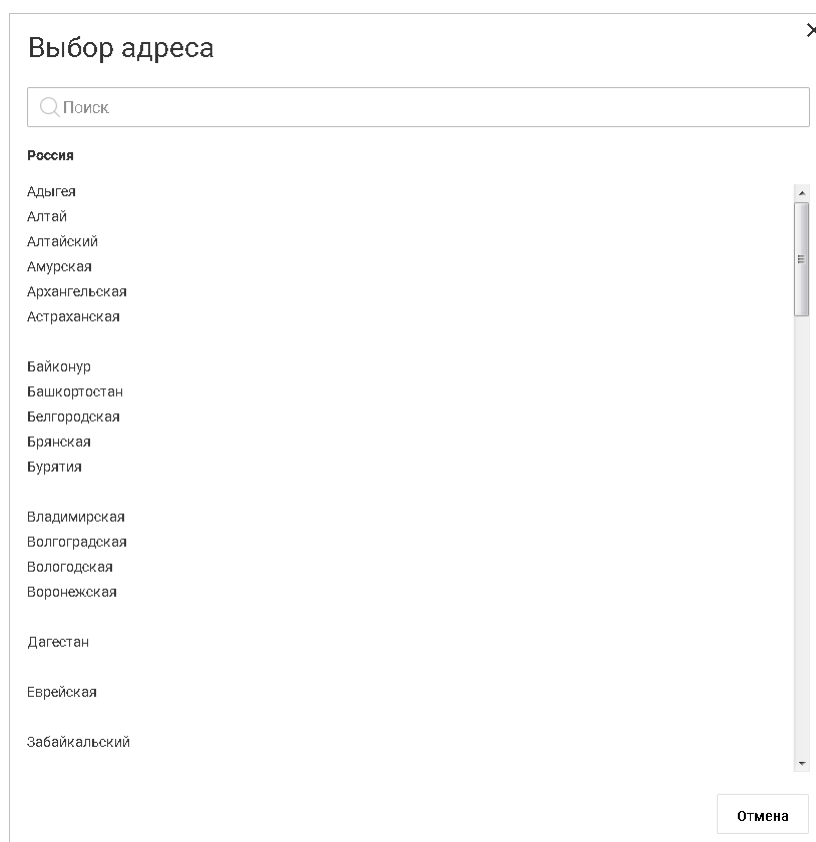 Выбор адреса
Поиск
Россия
Адыгея
Алтай
Алтайский
Амурская
Архангельская
Астраханская
Байконур
Башкортостан
Белгородская
Брянская
Бурятия
Владимирская
Волгоградская
Вологодская
Воронежская
Дагестан
Еврейская
Забайкальский
Отмена